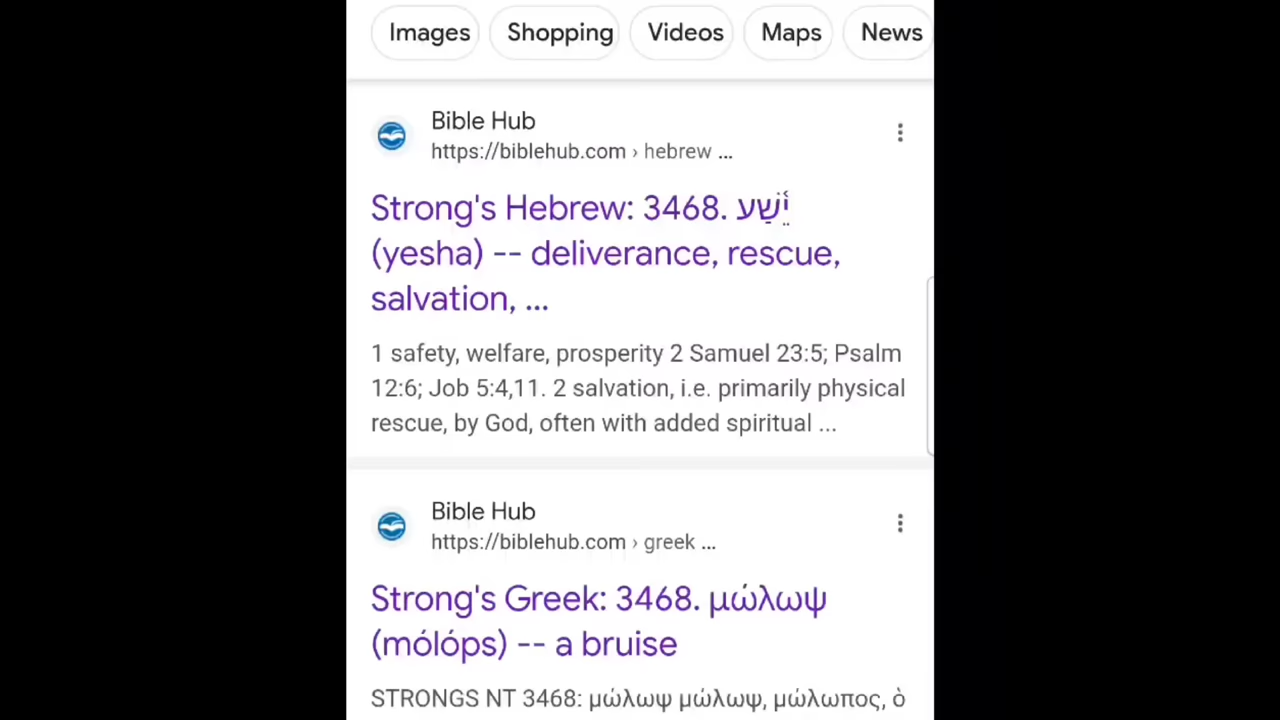 Images Shopping Videos Maps News
Bible Hub
https://biblehub.com › hebrew ...
Strong's Hebrew: 3468. יֵ֫שַׁע
(yesha) -- deliverance, rescue,
salvation, ...
1 safety, welfare, prosperity 2 Samuel 23:5; Psalm
12:6; Job 5:4,11. 2 salvation, i.e. primarily physical
rescue, by God, often with added spiritual ...
Bible Hub
https://biblehub.com › greek ...
Strong's Greek: 3468. μώλωψ
(mólóps) -- a bruise
STRONGS NT 3468: μώλωψ μώλωψ, μώλωπος, ὁ